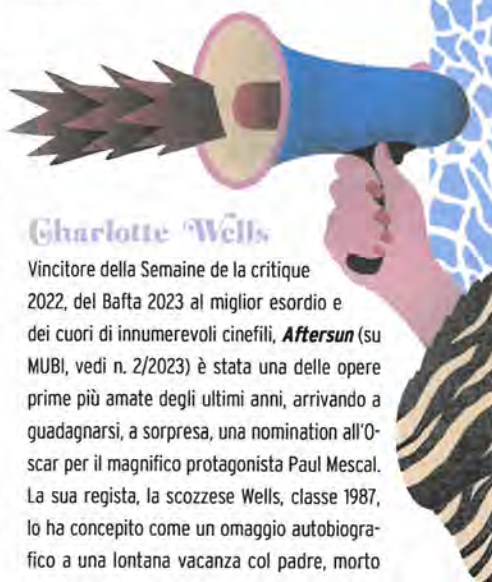 Charlotte Wells
Vincitore della Semaine de la critique
2022, del Bafta 2023 al miglior esordio e
dei cuori di innumerevoli cinefili, Aftersun (su
MUBI, vedi n. 2/2023) è stata una delle opere
prime più amate degli ultimi anni, arrivando a
guadagnarsi, a sorpresa, una nomination all'O-
scar per il magnifico protagonista Paul Mescal.
La sua regista, la scozzese Wells, classe 1987,
lo ha concepito come un omaggio autobiogra-
fico a una lontana vacanza col padre, morto